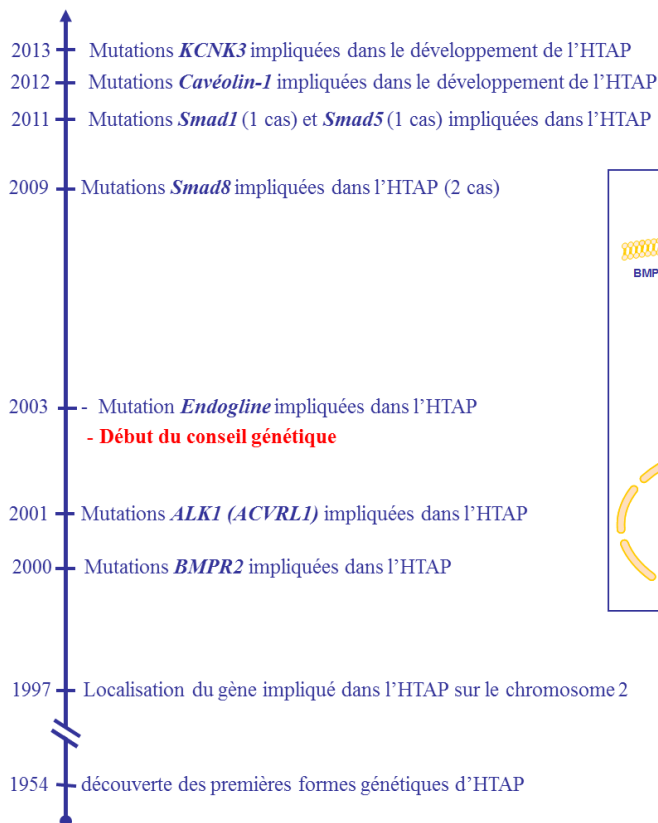 2013 Mutations KCNK3 impliquées dans le développement de l'HTAP
2012 Mutations Cavéolin-1 impliquées dans le développement de l'HTAP
2011 Mutations Smad1 (1 cas) et Smad5 (1 cas) impliquées dans l'HTAP
2009 Mutations Smad8 impliquées dans l'HTAP (2 cas)
BMP
2003 - Mutation Endogline impliquées dans l'HTAP
- Début du conseil génétique
2001 Mutations ALK1 (ACVRL1) impliquées dans l'HTAP
2000 Mutations BMPR2 impliquées dans l'HTAP
1997 Localisation du gène impliqué dans l'HTAP sur le chromosome 2
1954 découverte des premières formes génétiques d'HTAP